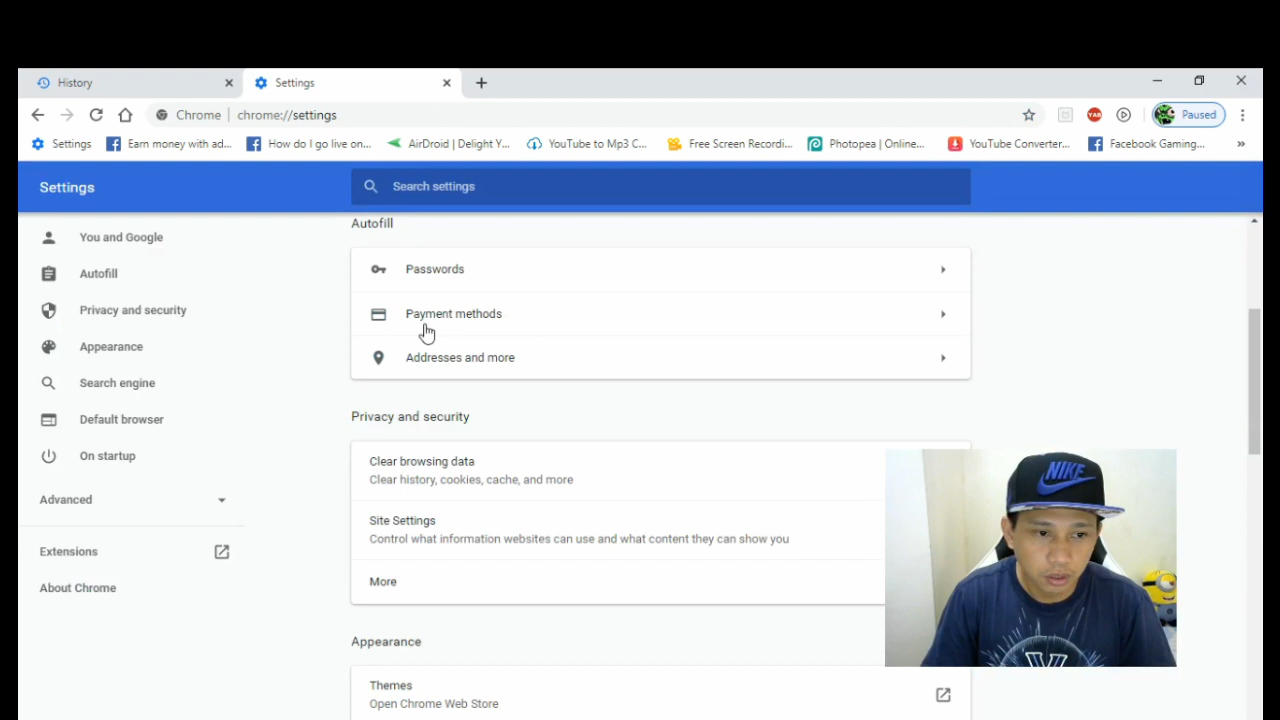 History
Settings
Chrome | chrome://settings
YAB
Paused
Settings
Earn money with ad...
How do I go live on...
AirDroid | Delight Y...
YouTube to Mp3 C...
Free Screen Recordi...
Photopea | Online...
YouTube Converter...
Facebook Gaming...
»
Settings
Search settings
You and Google
Autofill
Privacy and security
Appearance
Search engine
Default browser
On startup
Advanced
Extensions
About Chrome
Autofill
Passwords
Payment methods
Addresses and more
Privacy and security
Clear browsing data
Clear history, cookies, cache, and more
Site Settings
Control what information websites can use and what content they can show you
More
Appearance
Themes
Open Chrome Web Store
NIKE